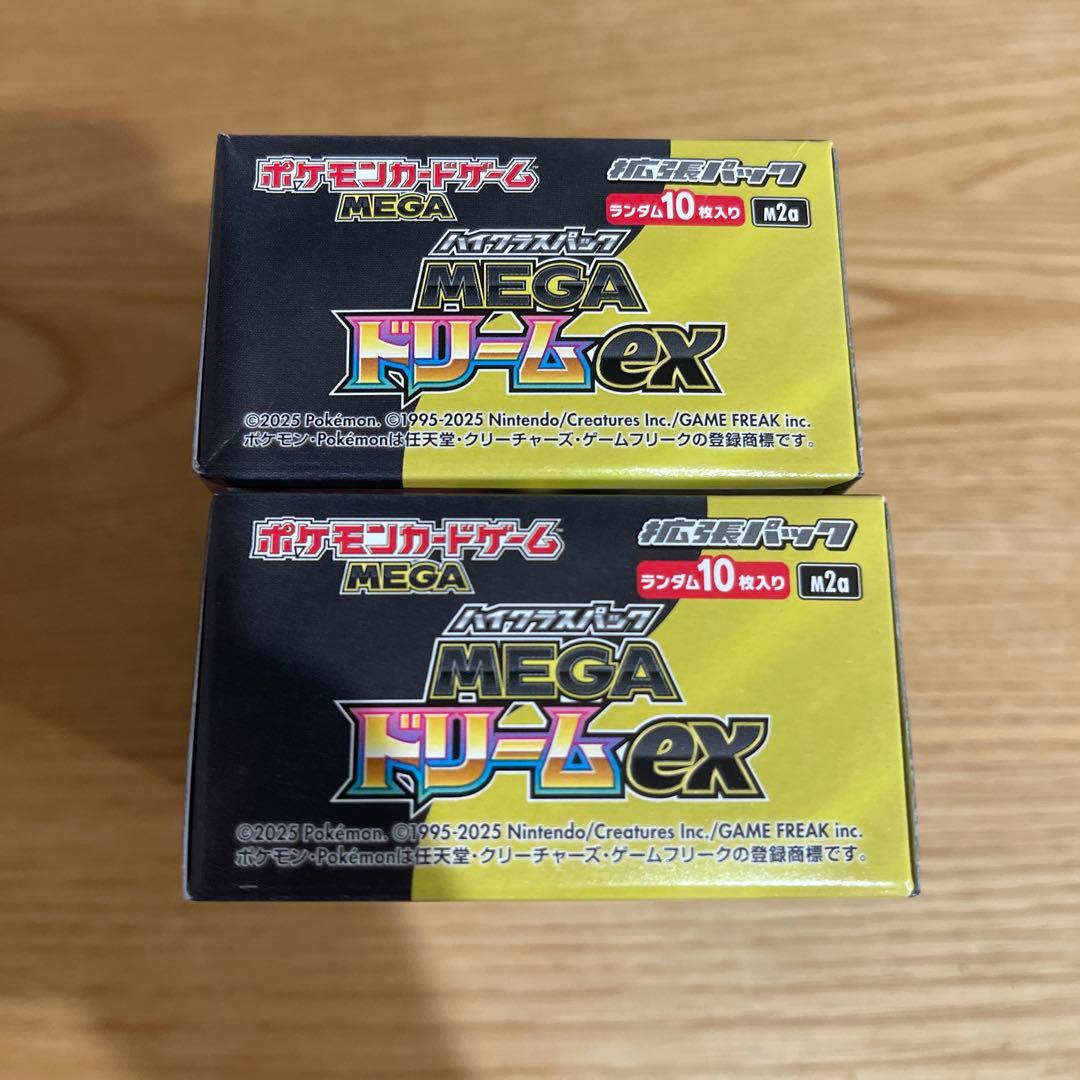 ポケモンカードゲーム
MEGA
拡張パック
ランダム10枚入り M2a
ハイクラスパック
MEGA
ドリームex
©2025 Pokémon. ©1995-2025 Nintendo/Creatures Inc./GAME FREAK inc.
ポケモン・Pokémonは任天堂・クリーチャーズ・ゲームフリークの登録商標です。
ポケモンカードゲーム
MEGA
拡張パック
ランダム10枚入り M2a
ハイクラスパック
MEGA
ドリームex
©2025 Pokémon. ©1995-2025 Nintendo/Creatures Inc./GAME FREAK inc.
ポケモン・Pokémonは任天堂・クリーチャーズ・ゲームフリークの登録商標です。